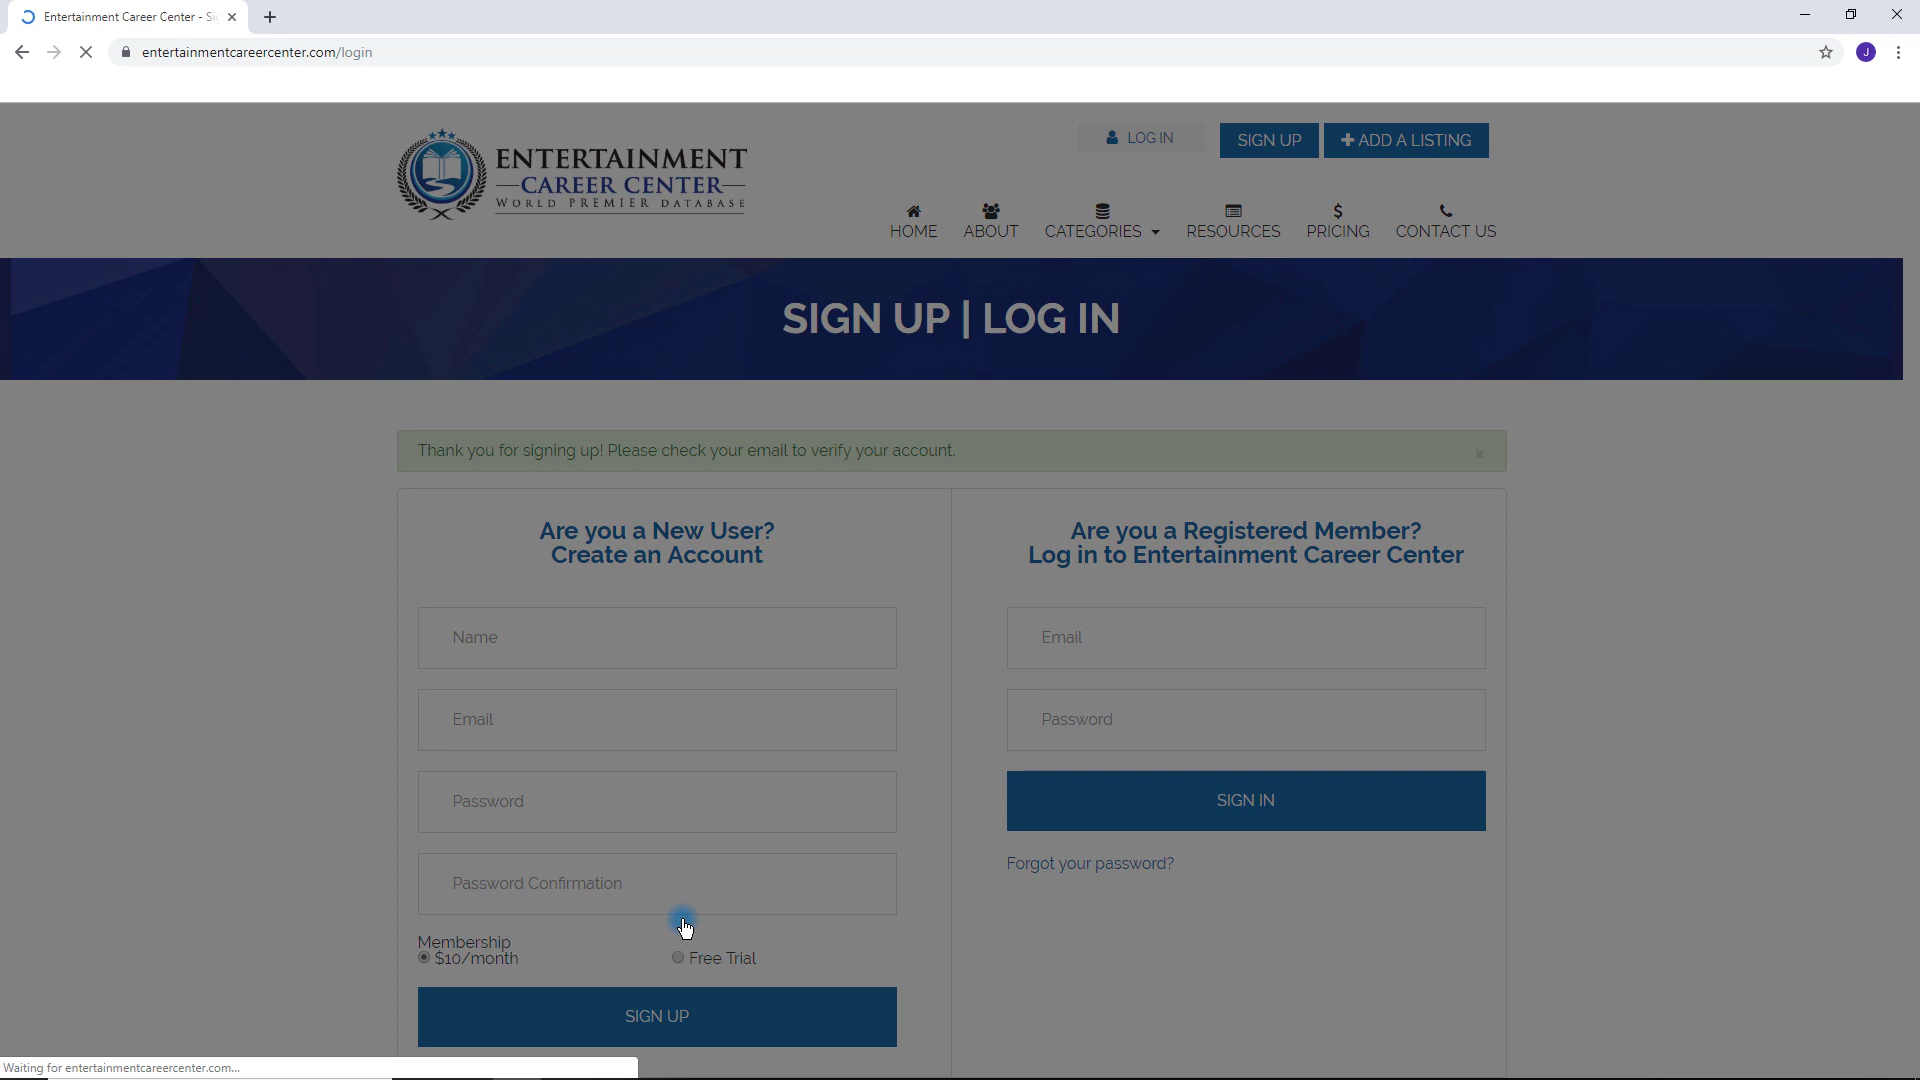 Entertainment Career Center - Si
entertainmentcareercenter.com/login
J
LOG IN
SIGN UP
ADD A LISTING
ENTERTAINMENT
CAREER CENTER
WORLD PREMIER DATABASE
HOME
ABOUT
CATEGORIES
RESOURCES
PRICING
CONTACT US
SIGN UP | LOG IN
Thank you for signing up! Please check your email to verify your account.
×
Are you a New User?
Create an Account
Name
Email
Password
Password Confirmation
Membership
$10/month
Free Trial
SIGN UP
Are you a Registered Member?
Log in to Entertainment Career Center
Email
Password
SIGN IN
Forgot your password?
Waiting for entertainmentcareercenter.com...